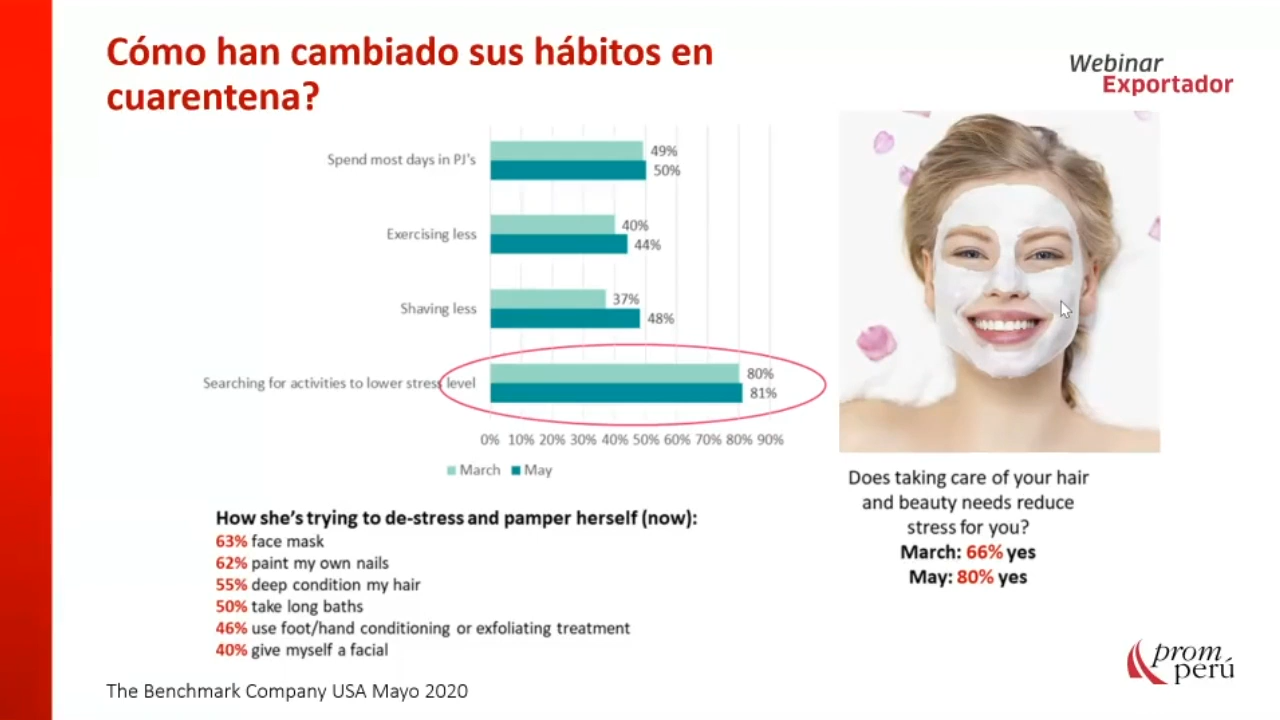 Cómo han cambiado sus hábitos en
cuarentena?
Webinar
Exportador
Spend most days in PJ's
49%
50%
Exercising less
40%
44%
Shaving less
37%
48%
Searching for activities to lower stress level
80%
81%
0% 10% 20% 30% 40% 50% 60% 70% 80% 90%
March May
How she's trying to de-stress and pamper herself (now):
63% face mask
62% paint my own nails
55% deep condition my hair
50% take long baths
46% use foot/hand conditioning or exfoliating treatment
40% give myself a facial
Does taking care of your hair
and beauty needs reduce
stress for you?
March: 66% yes
May: 80% yes
The Benchmark Company USA Mayo 2020
prom
perú